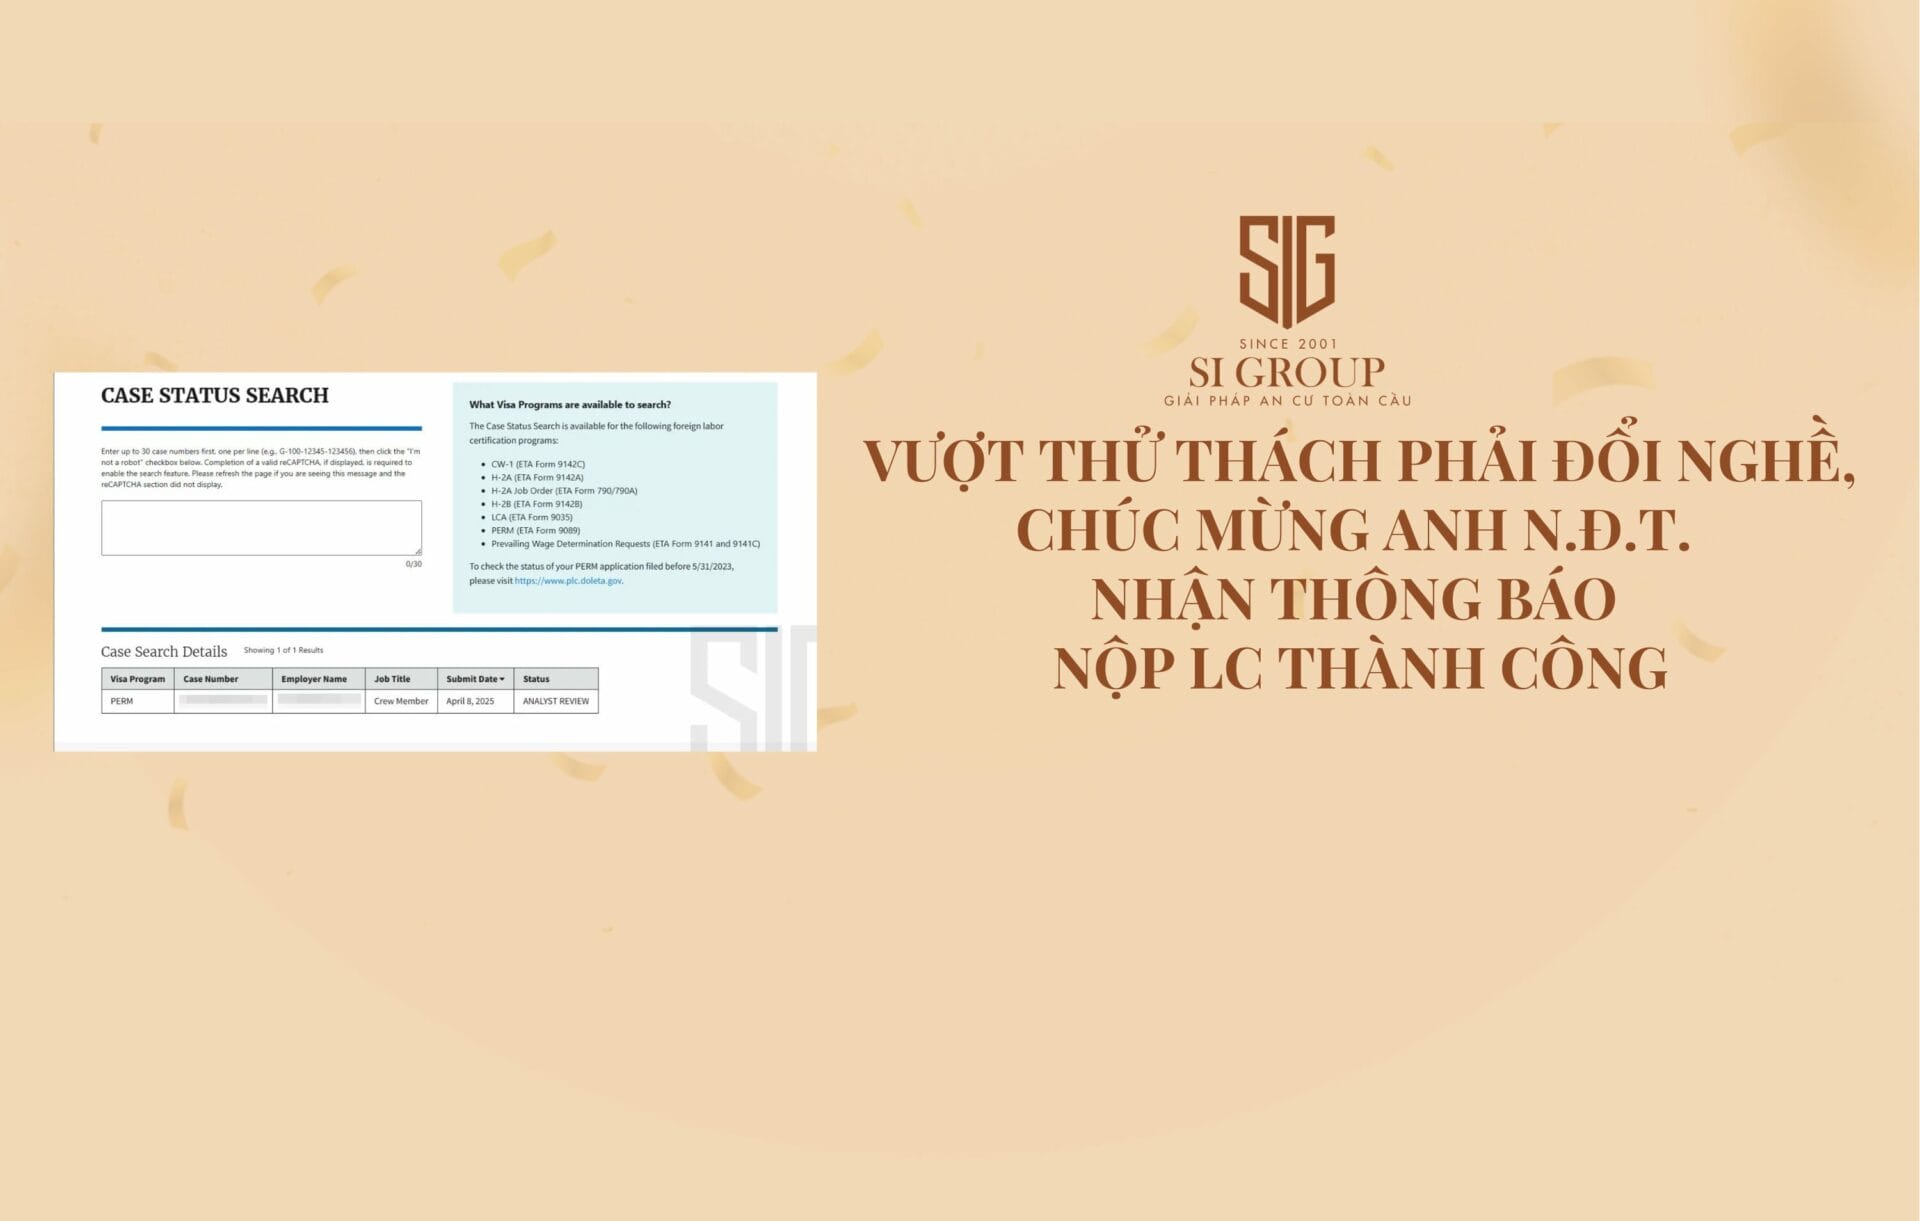 CASE STATUS SEARCH
Enter up to 30 case numbers first, one per line (e.g., G-100-12345-123456), then click the "I'm
not a robot" checkbox below. Completion of a valid reCAPTCHA, if displayed, is required to
enable the search feature. Please refresh the page if you are seeing this message and the
reCAPTCHA section did not display.
0/30
What Visa Programs are available to search?
The Case Status Search is available for the following foreign labor
certification programs:
• CW-1 (ETA Form 9142C)
• H-2A (ETA Form 9142A)
• H-2A Job Order (ETA Form 790/790A)
• H-2B (ETA Form 9142B)
• LCA (ETA Form 9035)
• PERM (ETA Form 9089)
• Prevailing Wage Determination Requests (ETA Form 9141 and 9141C)
To check the status of your PERM application filed before 5/31/2023,
please visit https://www.plc.doleta.gov.
Case Search Details Showing 1 of 1 Results
Visa Program Case Number Employer Name Job Title Submit Date Status
PERM Crew Member April 8, 2025 ANALYST REVIEW
SIG
SIG
SINCE 2001
SI GROUP
GIẢI PHÁP AN CƯ TOÀN CẦU
VƯỢT THỬ THÁCH PHẢI ĐỔI NGHỀ,
CHÚC MỪNG ANH N.Đ.T.
NHẬN THÔNG BÁO
NỘP LC THÀNH CÔNG